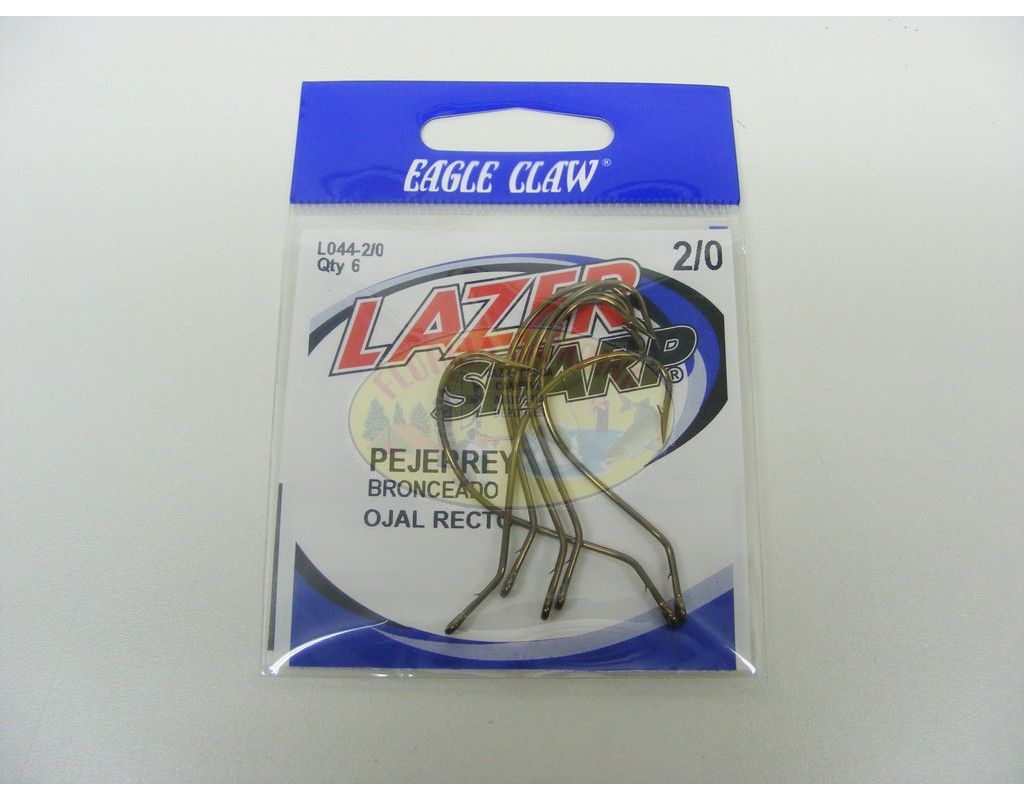 EAGLE CLAW®
L044-2/0
Qty 6
2/0
LAZER
SHARP®
PEJERREY
BRONCEADO
OJAL RECTO